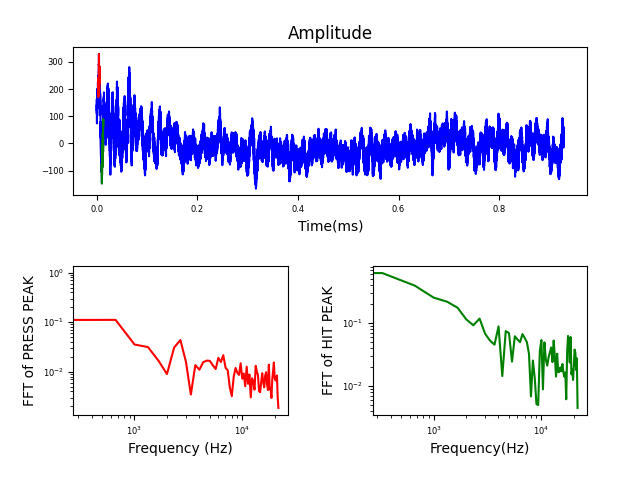 Amplitude
300
200
100
0
−100
0.0 0.2 0.4 0.6 0.8
Time(ms)
FFT of PRESS PEAK
10⁰
10⁻¹
10⁻²
10³ 10⁴
Frequency (Hz)
FFT of HIT PEAK
10⁻¹
10⁻²
10³ 10⁴
Frequency(Hz)